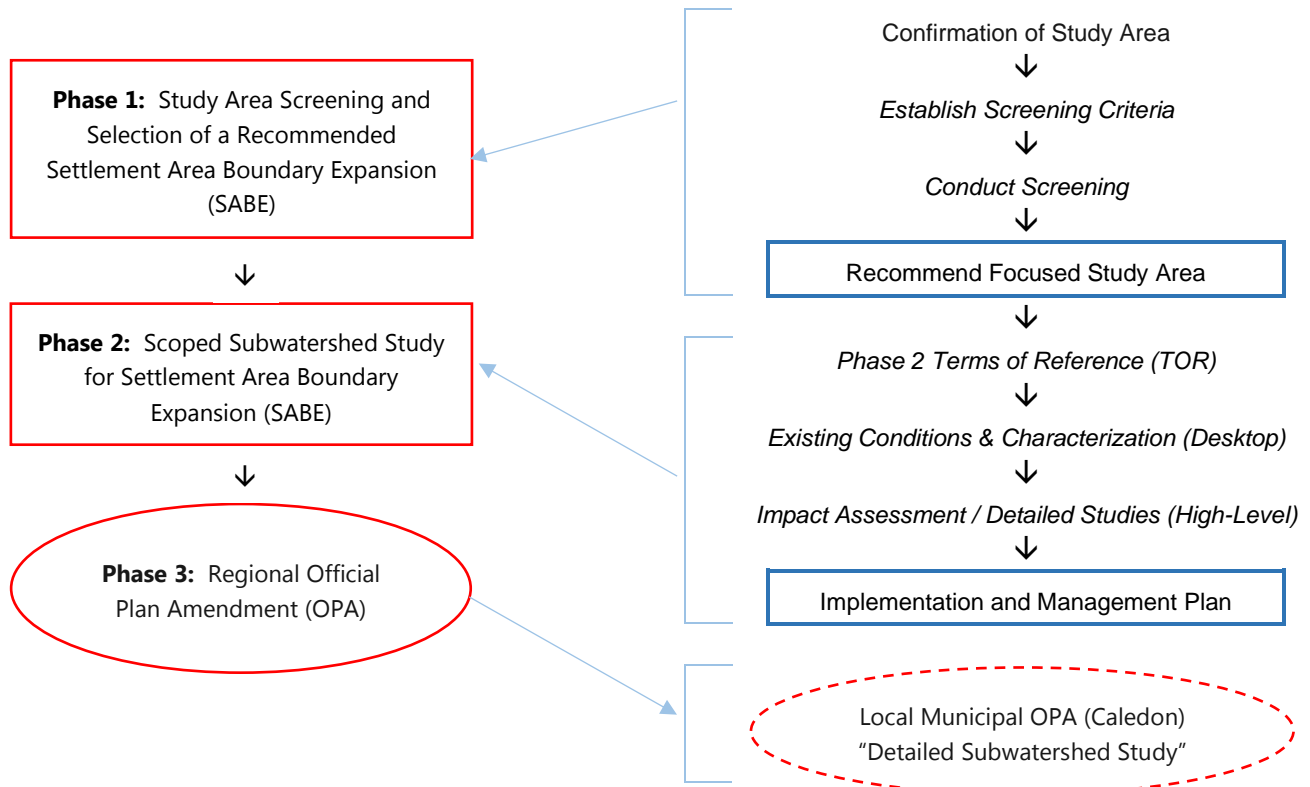 Phase 1: Study Area Screening and
Selection of a Recommended
Settlement Area Boundary Expansion
(SABE)
Phase 2: Scoped Subwatershed Study
for Settlement Area Boundary
Expansion (SABE)
Phase 3: Regional Official
Plan Amendment (OPA)
Confirmation of Study Area
Establish Screening Criteria
Conduct Screening
Recommend Focused Study Area
Phase 2 Terms of Reference (TOR)
Existing Conditions & Characterization (Desktop)
Impact Assessment / Detailed Studies (High-Level)
Implementation and Management Plan
Local Municipal OPA (Caledon)
“Detailed Subwatershed Study”